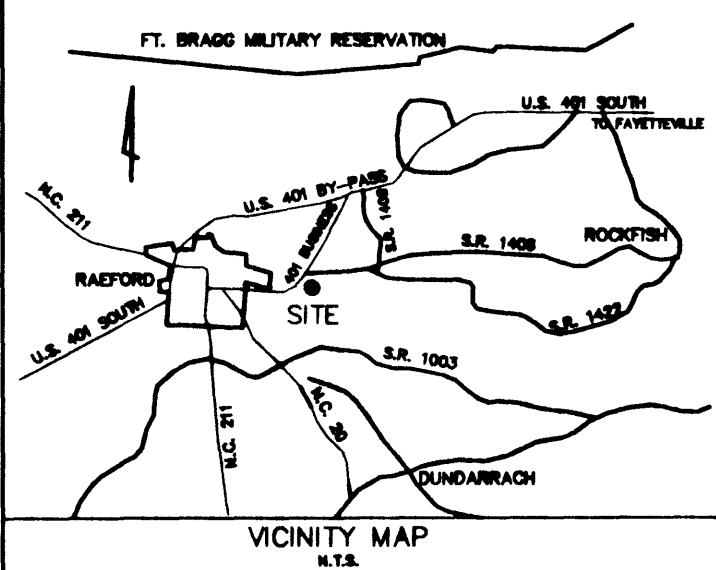 FT. BRAGG MILITARY RESERVATION
U.S. 401 SOUTH
TO FAYETTEVILLE
N.C. 211
U.S. 401 BY-PASS
S.R. 1409
401 BUSINESS
S.R. 1406
ROCKFISH
RAEFORD
SITE
U.S. 401 SOUTH
S.R. 1422
S.R. 1003
N.C. 20
N.C. 211
DUNDARRACH
VICINITY MAP
N.T.S.